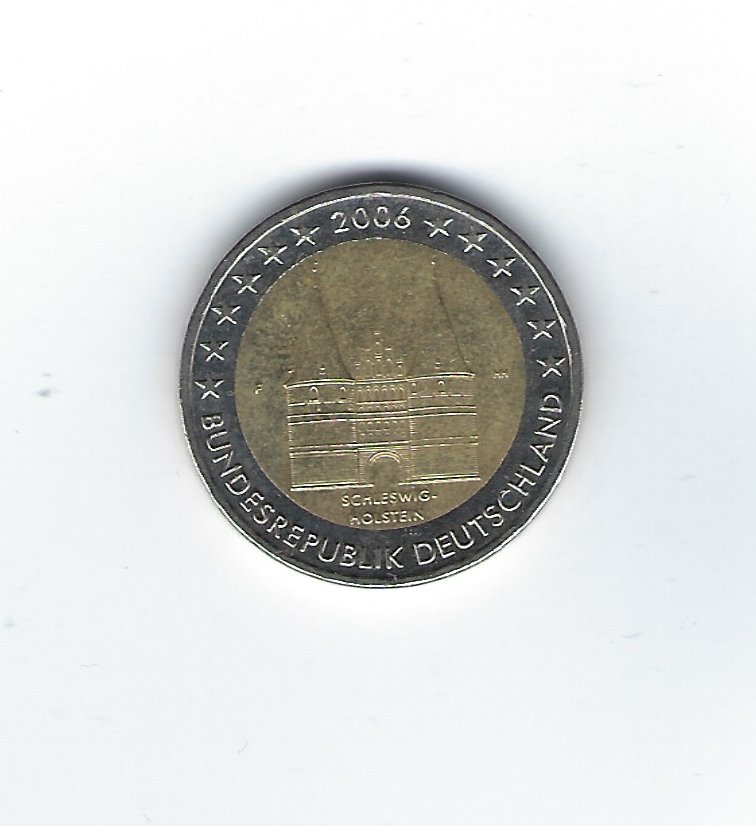 2006
SCHLESWIG-
HOLSTEIN
BUNDESREPUBLIK DEUTSCHLAND